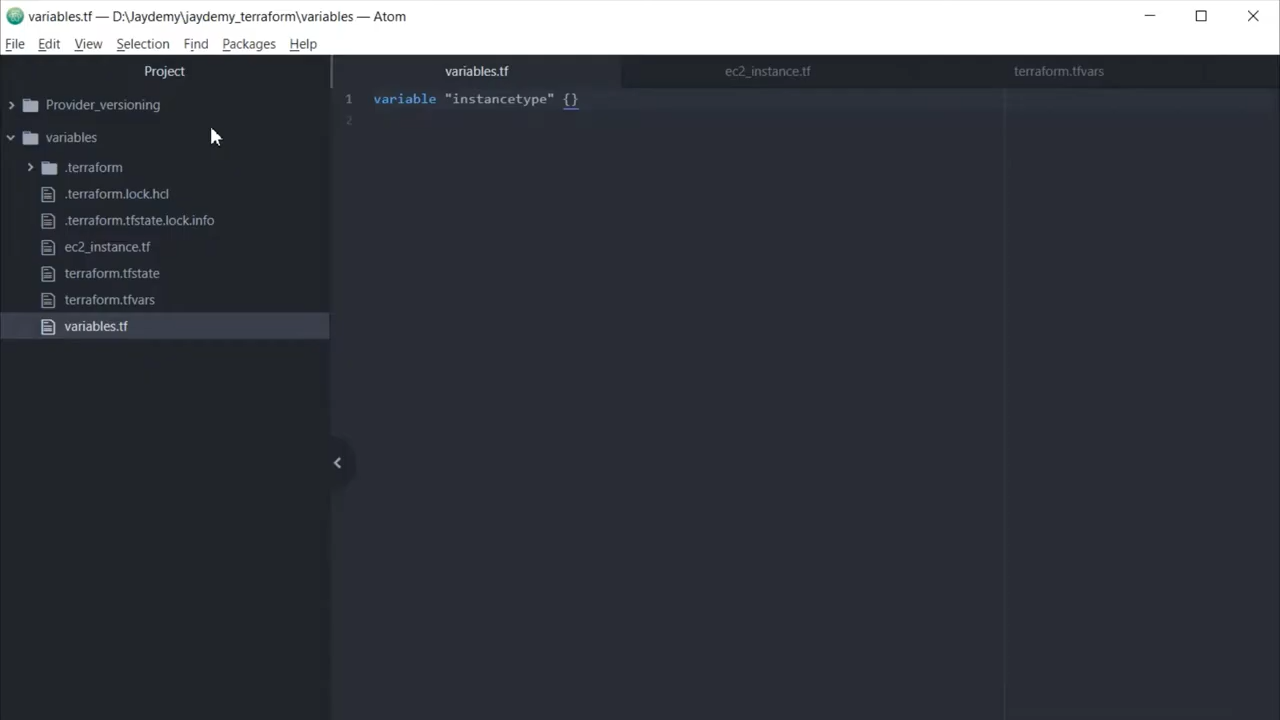 variables.tf — D:\Jaydemy\jaydemy_terraform\variables — Atom
File Edit View Selection Find Packages Help
Project
Provider_versioning
variables
.terraform
.terraform.lock.hcl
.terraform.tfstate.lock.info
ec2_instance.tf
terraform.tfstate
terraform.tfvars
variables.tf
variables.tf ec2_instance.tf terraform.tfvars
1 variable "instancetype" {}
2